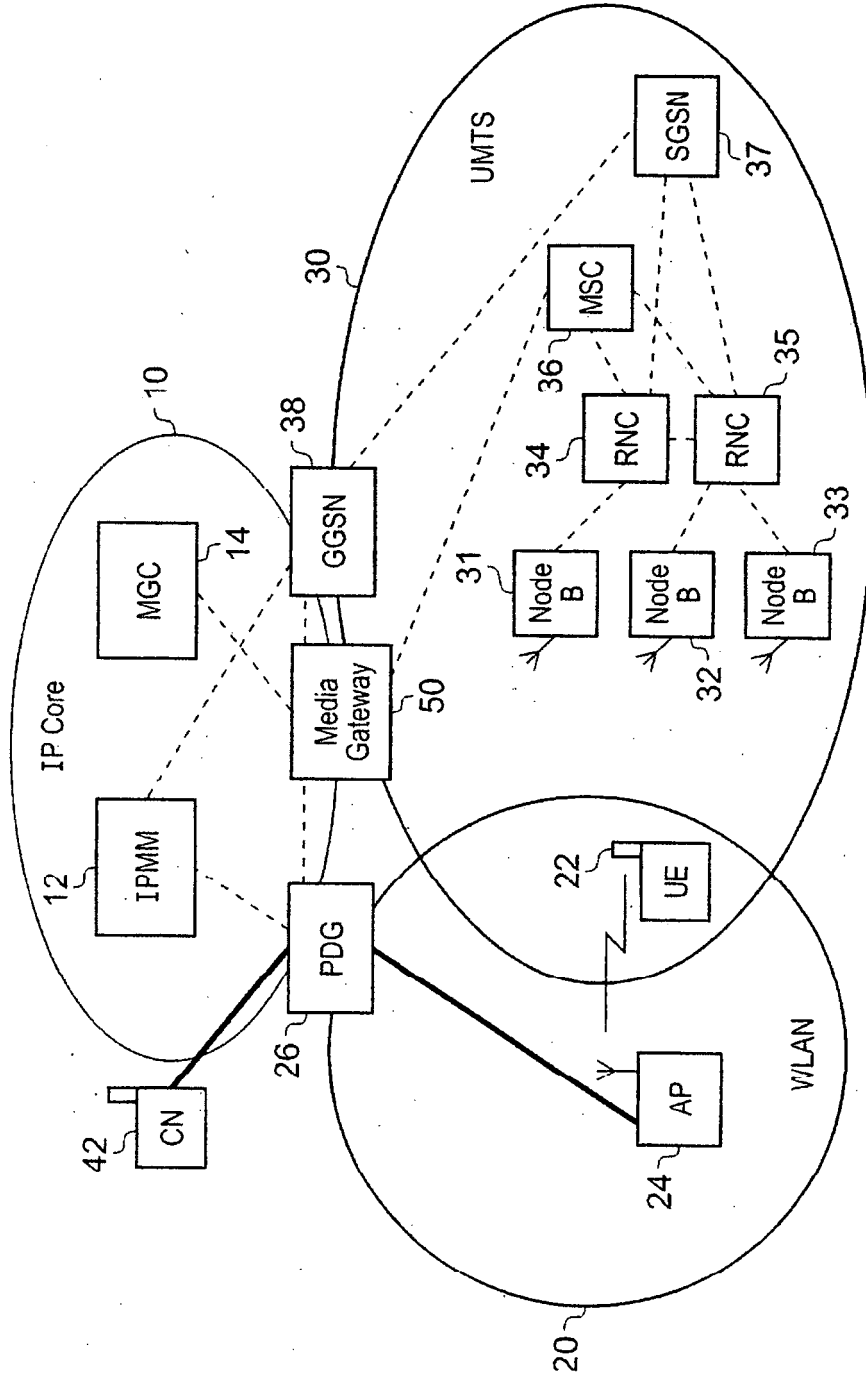 10
IP Core
12
IPMM
MGC
14
42
CN
26
PDG
Media
Gateway
50
GGSN
38
30
UMTS
22
UE
31
Node
B
Node
B
32
Node
B
33
34
RNC
RNC
35
MSC
36
SGSN
37
AP
24
WLAN
20